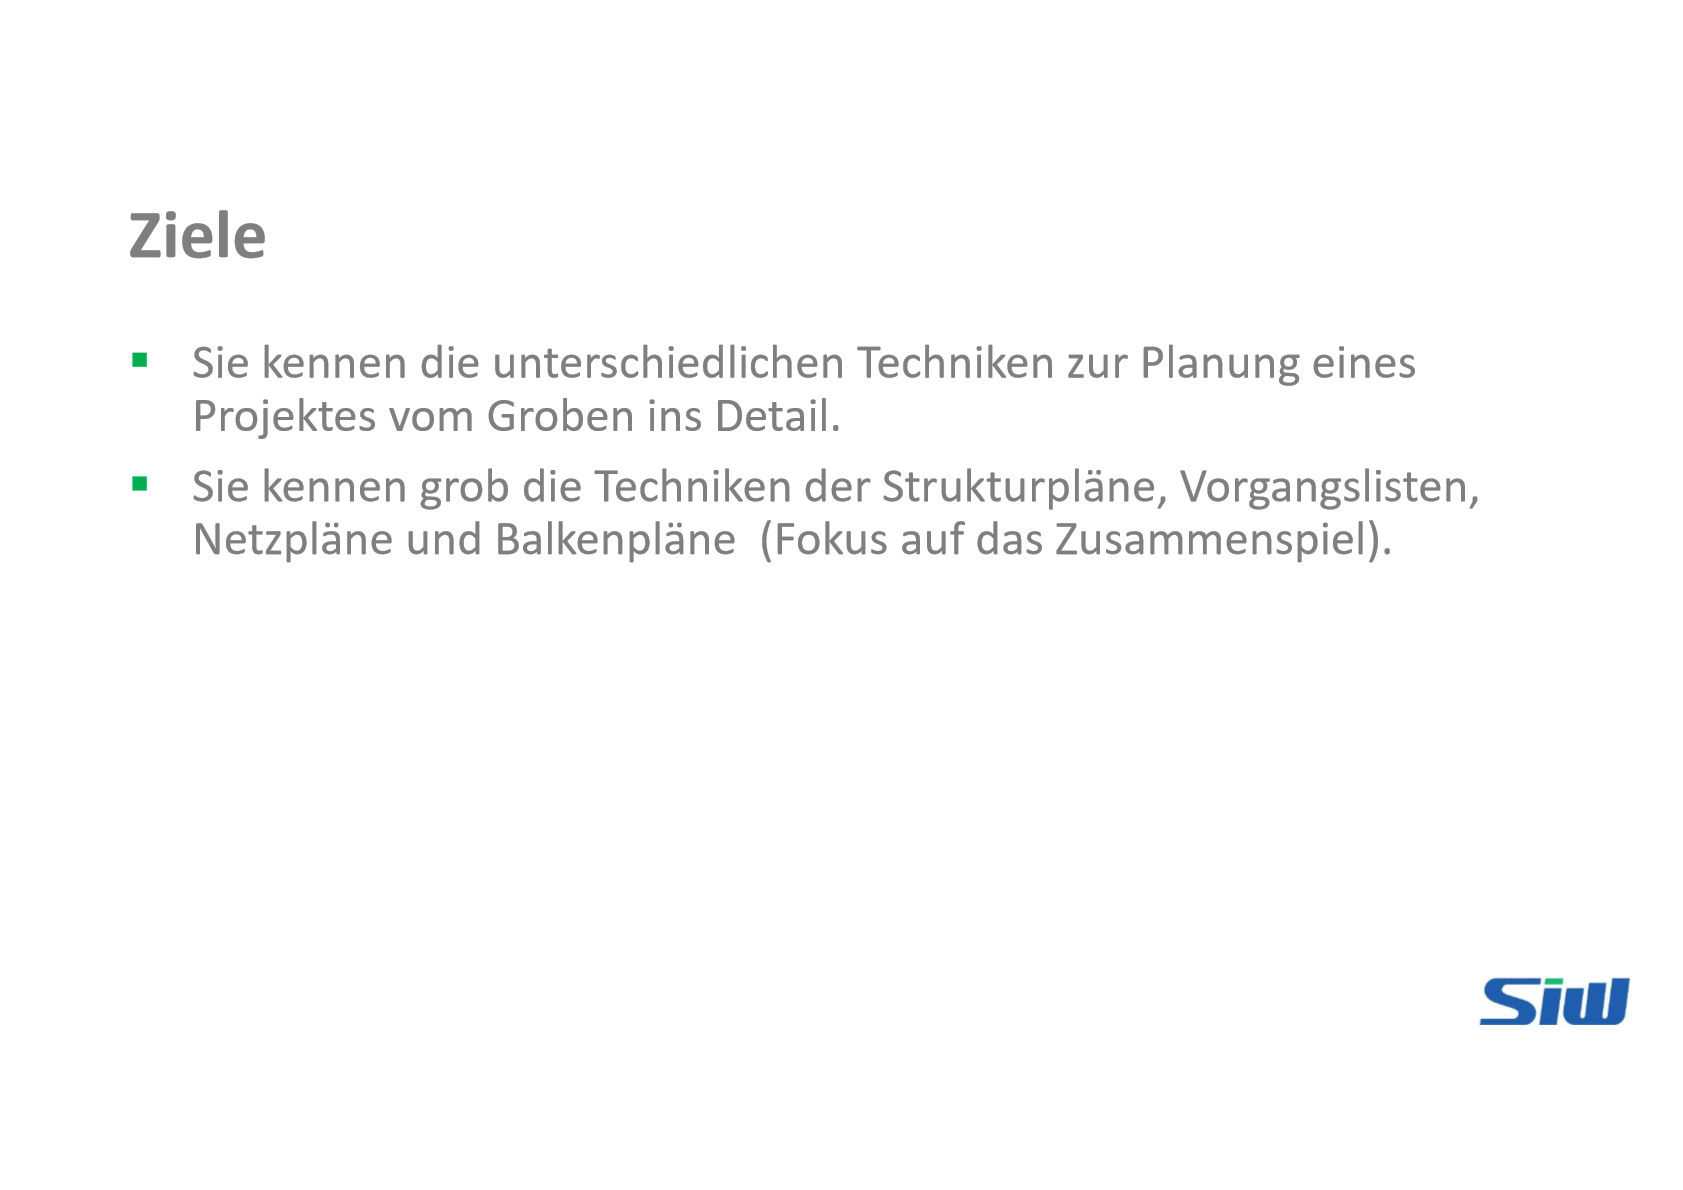 Ziele
▪ Sie kennen die unterschiedlichen Techniken zur Planung eines
Projektes vom Groben ins Detail.
▪ Sie kennen grob die Techniken der Strukturpläne, Vorgangslisten,
Netzpläne und Balkenpläne  (Fokus auf das Zusammenspiel).
Siw